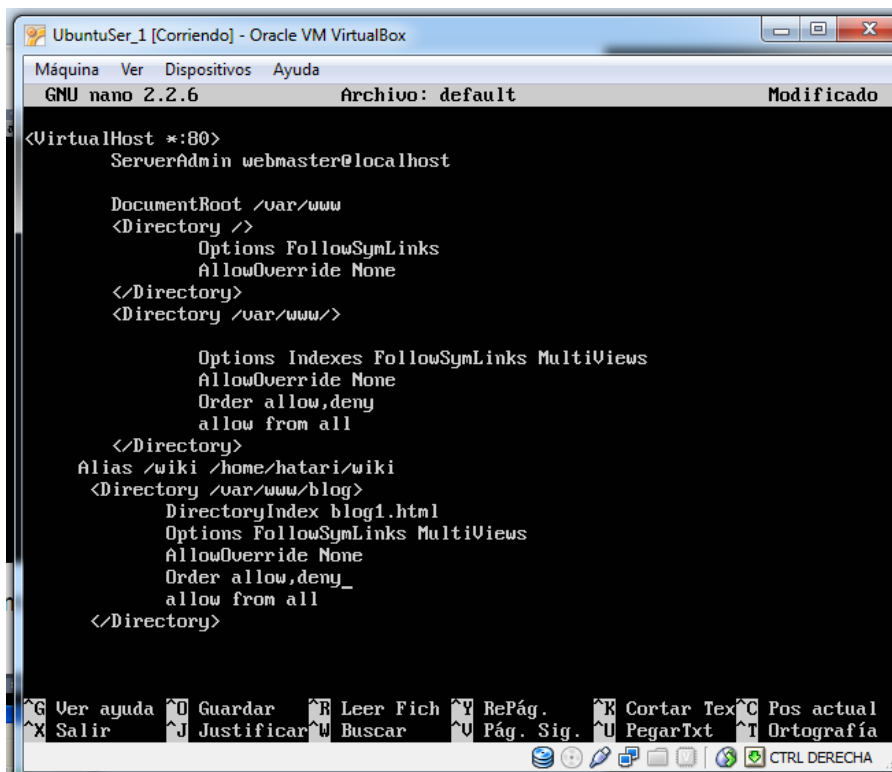 UbuntuSer_1 [Corriendo] - Oracle VM VirtualBox
Máquina Ver Dispositivos Ayuda
GNU nano 2.2.6 Archivo: default Modificado
<VirtualHost *:80>
ServerAdmin webmaster@localhost
DocumentRoot /var/www
<Directory />
Options FollowSymLinks
AllowOverride None
</Directory>
<Directory /var/www/>
Options Indexes FollowSymLinks MultiViews
AllowOverride None
Order allow,deny
allow from all
</Directory>
Alias /wiki /home/hatari/wiki
<Directory /var/www/blog>
DirectoryIndex blog1.html
Options FollowSymLinks MultiViews
AllowOverride None
Order allow,deny_
allow from all
</Directory>
^G Ver ayuda ^O Guardar ^R Leer Fich ^Y RePág. ^K Cortar Tex ^C Pos actual
^X Salir ^J Justificar ^W Buscar ^V Pág. Sig. ^U PegarTxt ^T Ortografía
CTRL DERECHA